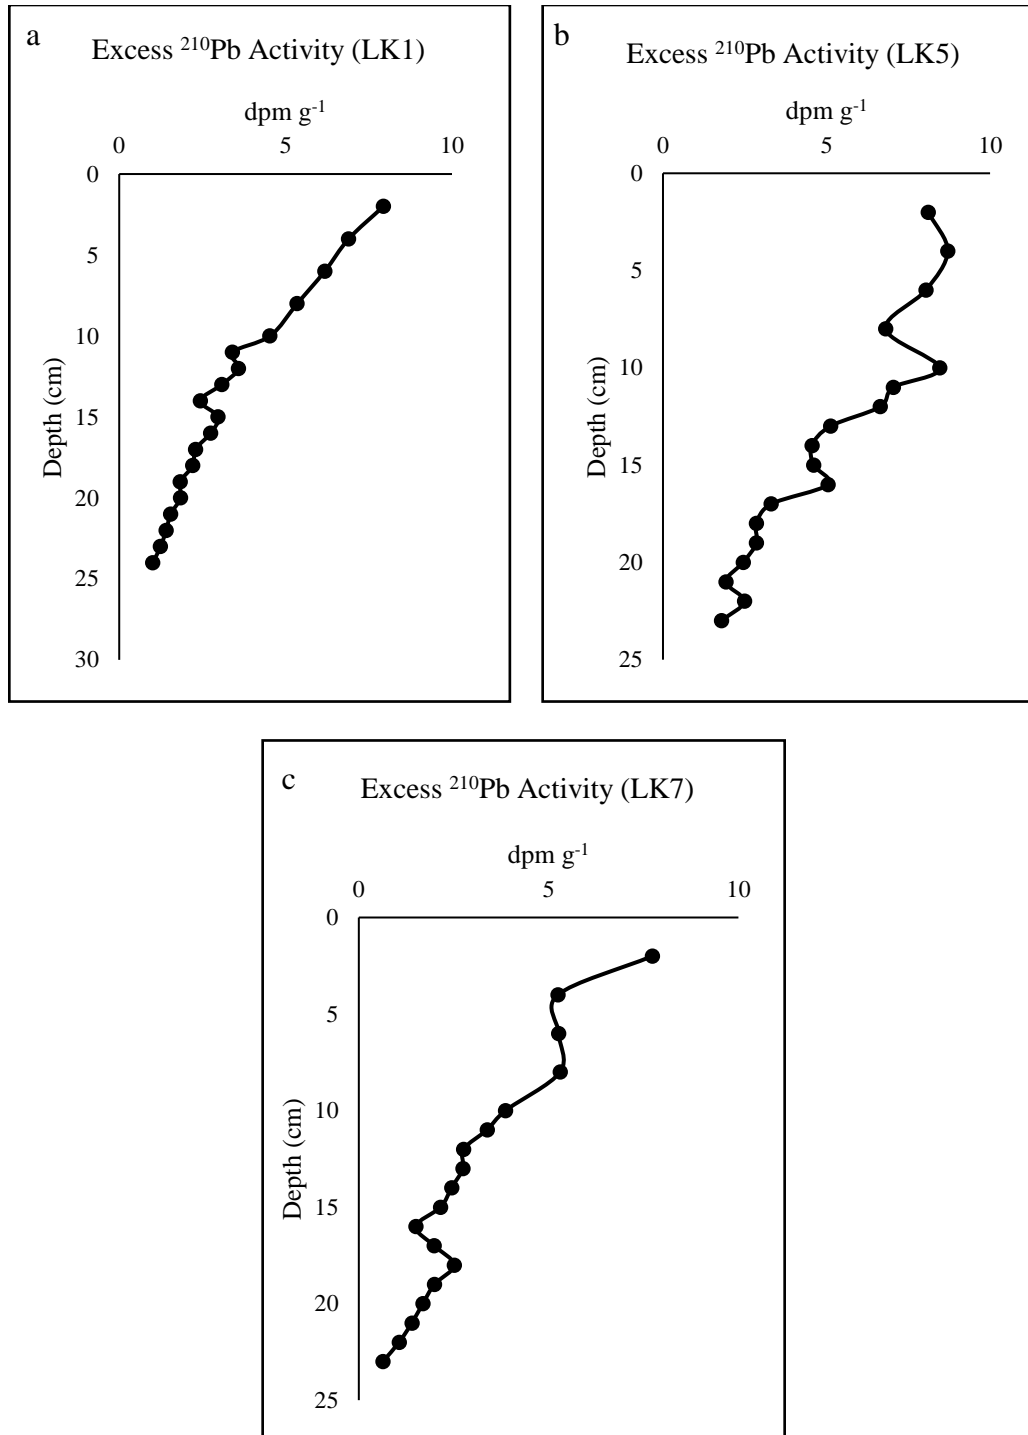 a
Excess ²¹⁰Pb Activity (LK1)
dpm g⁻¹
0 5 10
0
5
10
15
20
25
30
Depth (cm)
b
Excess ²¹⁰Pb Activity (LK5)
dpm g⁻¹
0 5 10
0
5
10
15
20
25
Depth (cm)
c
Excess ²¹⁰Pb Activity (LK7)
dpm g⁻¹
0 5 10
0
5
10
15
20
25
Depth (cm)